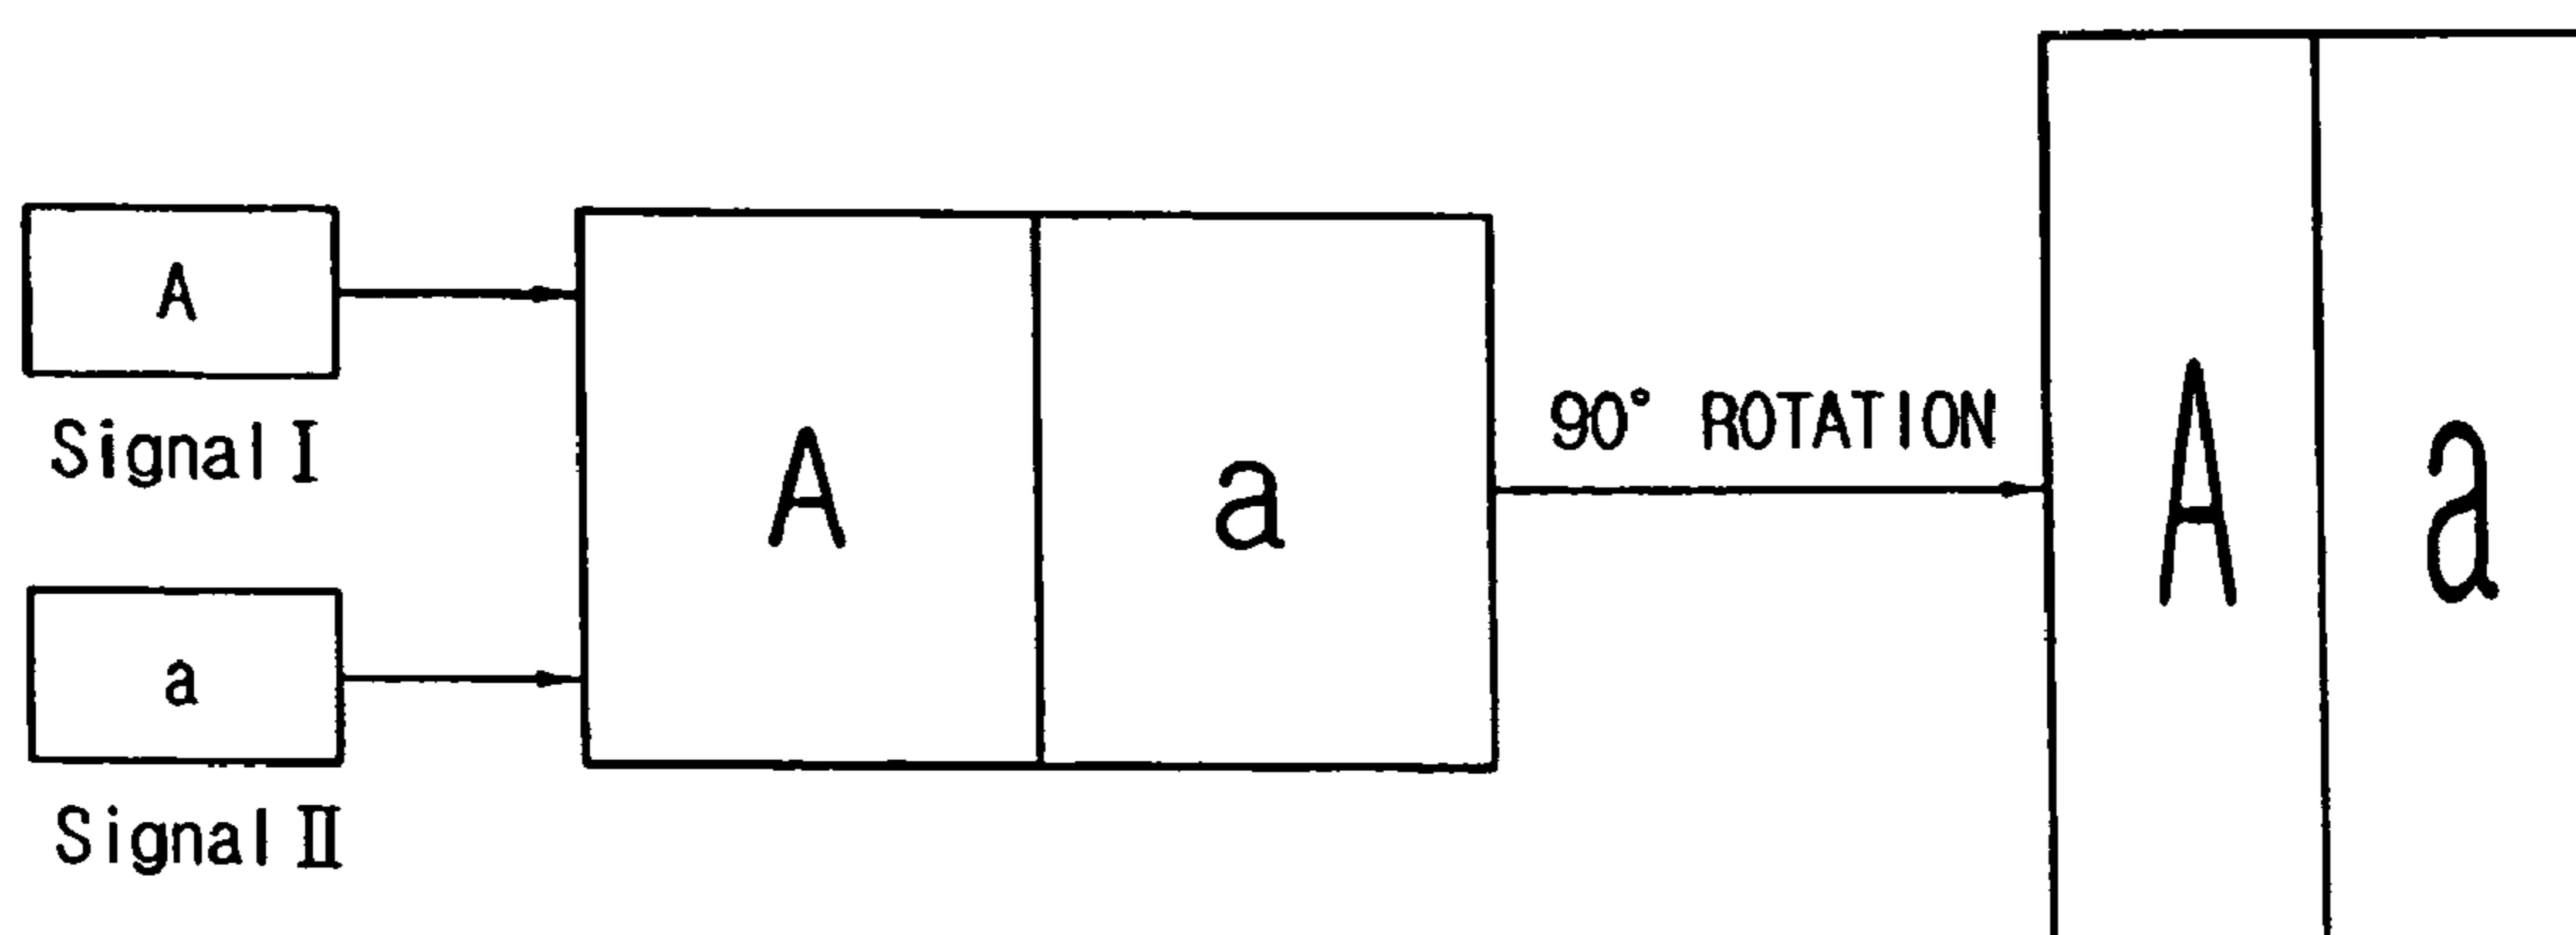 A
Signal Ⅰ
a
Signal Ⅱ
A a
90° ROTATION
A a